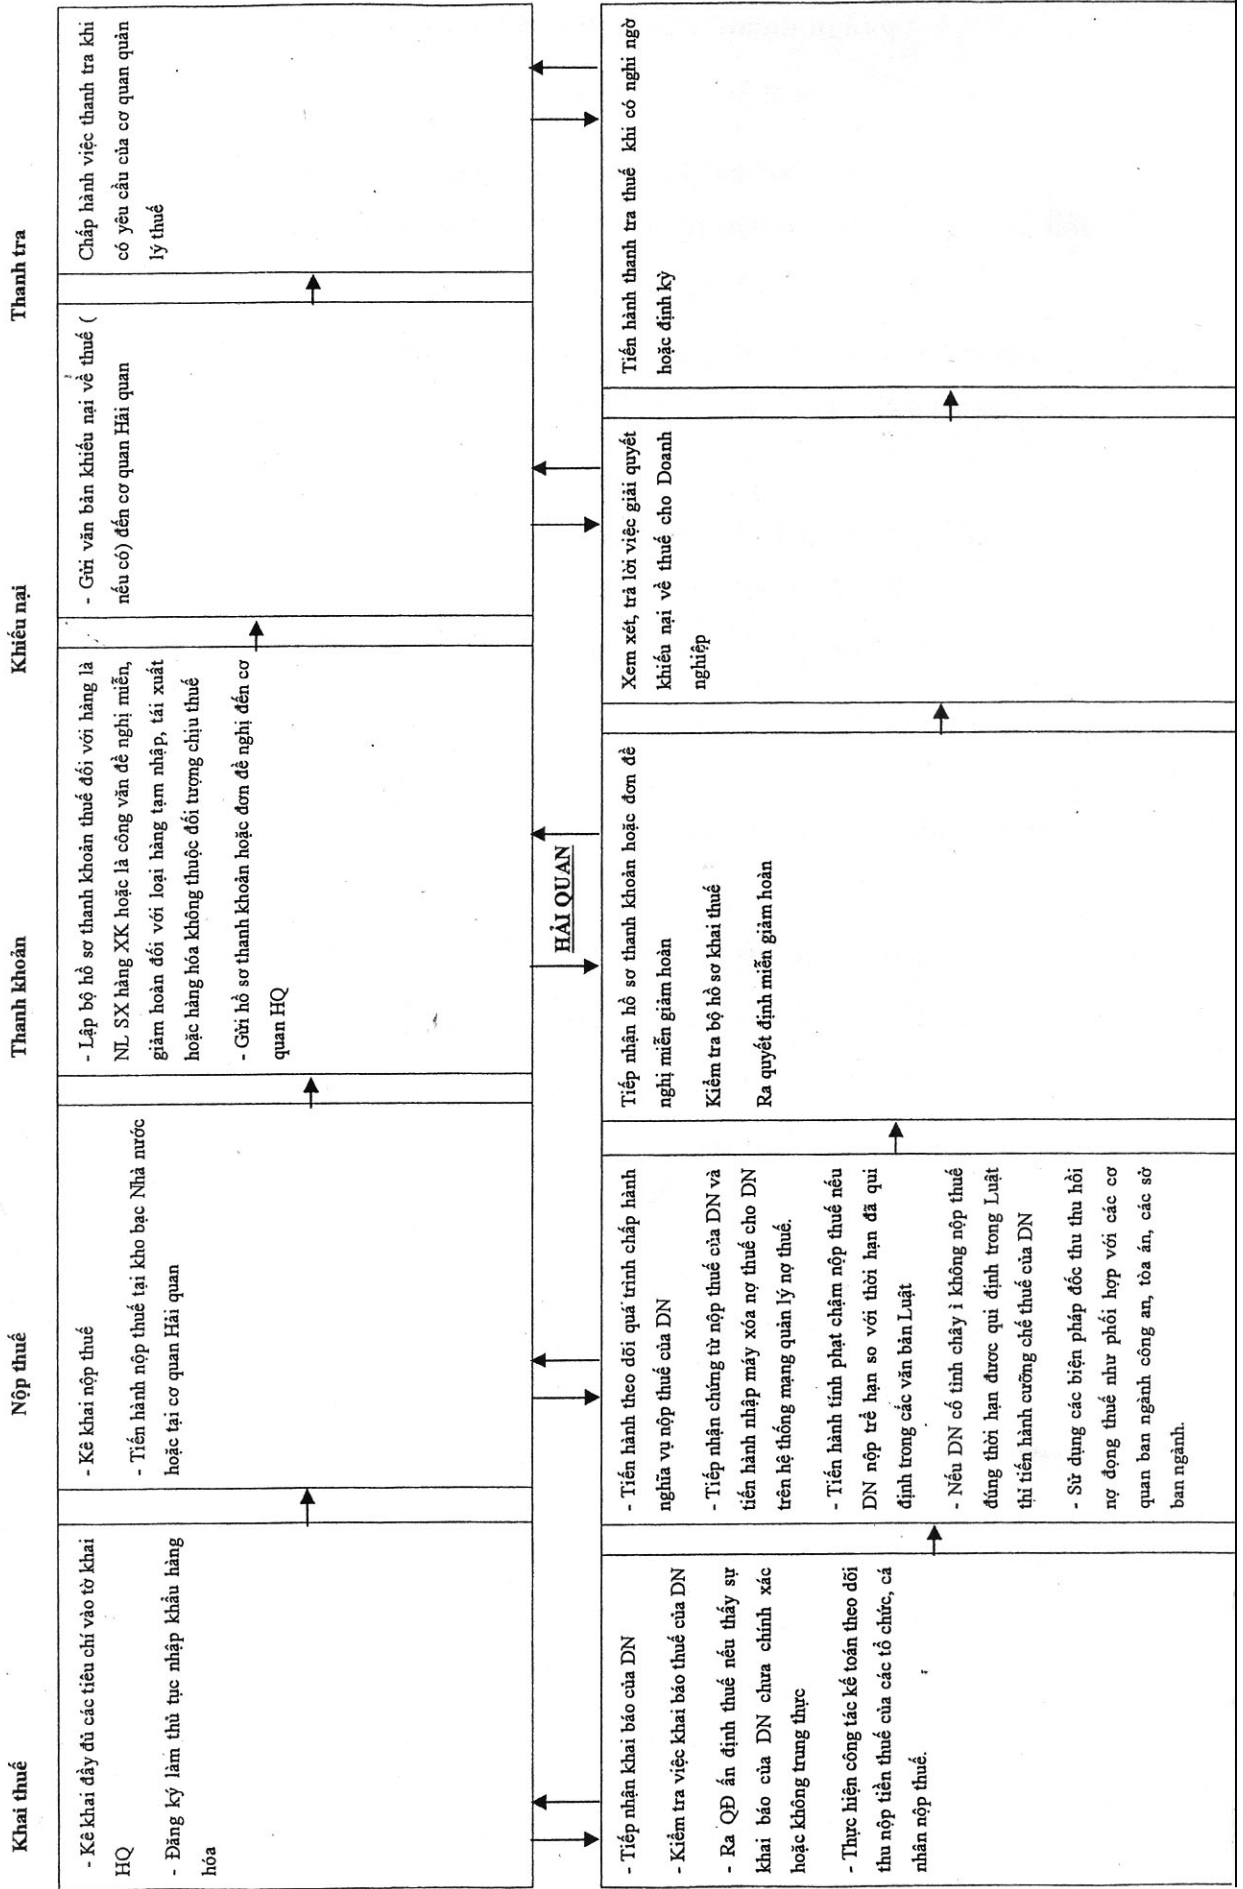 Khai thuế
Nộp thuế
Thanh khoản
Khiếu nại
Thanh tra
- Kê khai đầy đủ các tiêu chí vào tờ khai
HQ
- Đăng ký làm thủ tục nhập khẩu hàng
hóa
- Kê khai nộp thuế
- Tiến hành nộp thuế tại kho bạc Nhà nước
hoặc tại cơ quan Hải quan
- Lập bộ hồ sơ thanh khoản thuế đối với hàng là
NL SX hàng XK hoặc là công văn đề nghị miễn,
giảm hoàn đối với loại hàng tạm nhập, tái xuất
hoặc hàng hóa không thuộc đối tượng chịu thuế
- Gửi hồ sơ thanh khoản hoặc đơn đề nghị đến cơ
quan HQ
- Gửi văn bản khiếu nại về thuế (
nếu có) đến cơ quan Hải quan
Chấp hành việc thanh tra khi
có yêu cầu của cơ quan quản
lý thuế
HẢI QUAN
- Tiếp nhận khai báo của DN
- Kiểm tra việc khai báo thuế của DN
- Ra QĐ ấn định thuế nếu thấy sự
khai báo của DN chưa chính xác
hoặc không trung thực
- Thực hiện công tác kế toán theo dõi
thu nộp tiền thuế của các tổ chức, cá
nhân nộp thuế.
- Tiến hành theo dõi quá trình chấp hành
nghĩa vụ nộp thuế của DN
- Tiếp nhận chứng từ nộp thuế của DN và
tiến hành nhập máy xóa nợ thuế cho DN
trên hệ thống mạng quản lý nợ thuế.
- Tiến hành tính phạt chậm nộp thuế nếu
DN nộp trể hạn so với thời hạn đã qui
định trong các văn bản Luật
- Nếu DN cố tình chây ì không nộp thuế
đúng thời hạn được qui định trong Luật
thì tiến hành cưỡng chế thuế của DN
- Sử dụng các biện pháp đốc thu thu hồi
nợ đọng thuế như phối hợp với các cơ
quan ban ngành công an, tòa án, các sở
ban ngành.
Tiếp nhận hồ sơ thanh khoản hoặc đơn đề
nghị miễn giảm hoàn
Kiểm tra bộ hồ sơ khai thuế
Ra quyết định miễn giảm hoàn
Xem xét, trả lời việc giải quyết
khiếu nại về thuế cho Doanh
nghiệp
Tiến hành thanh tra thuế khi có nghi ngờ
hoặc định kỳ